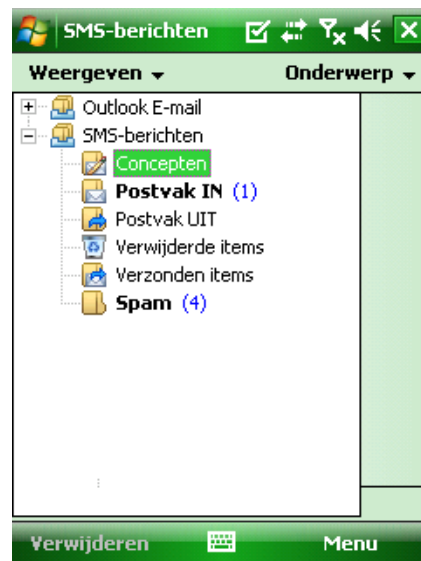 SMS-berichten
Weergeven Onderwerp
Outlook E-mail
SMS-berichten
Concepten
Postvak IN (1)
Postvak UIT
Verwijderde items
Verzonden items
Spam (4)
Verwijderen Menu